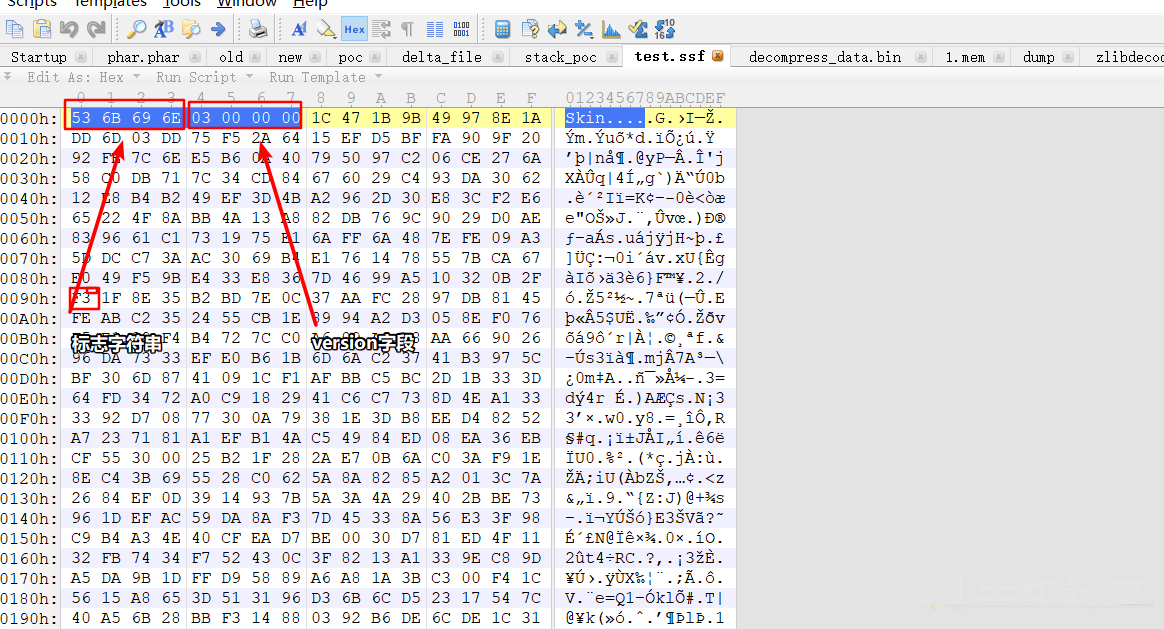 Scripts Templates Tools Window Help
Startup phar.phar old new poc delta_file stack_poc test.ssf decompress_data.bin 1.mem dump zlibdeco
Edit As: Hex Run Script Run Template
0 1 2 3 4 5 6 7 8 9 A B C D E F 0123456789ABCDEF
0000h: 53 6B 69 6E 03 00 00 00 1C 47 1B 9B 49 97 8E 1A Skin.....G.›I—Ž.
0010h: DD 6D 03 DD 75 F5 2A 64 15 EF D5 BF FA 90 9F 20 Ým.Ýuõ*d.ïÕ¿ú.Ÿ
0020h: 92 FE 7C 6E E5 B6 0A 40 79 50 97 C2 06 CE 27 6A ’þ|nå¶.@yP—Â.Î'j
0030h: 58 C0 DB 71 7C 34 CD 84 67 60 29 C4 93 DA 30 62 XÀÛq|4Í„g`)Ä“Ú0b
0040h: 12 E8 B4 B2 49 EF 3D 4B A2 96 2D 30 E8 3C F2 E6 .è´²Iï=K¢–-0è<òæ
0050h: 65 22 4F 8A BB 4A 13 A8 82 DB 76 9C 90 29 D0 AE e"OŠ»J.¨‚Ûvœ.)Ð®
0060h: 83 96 61 C1 73 19 75 E1 6A FF 6A 48 7E FE 09 A3 ƒ–aÁs.uájÿjH~þ.£
0070h: 5D DC C7 3A AC 30 69 B4 E1 76 14 78 55 7B CA 67 ]ÜÇ:¬0i´áv.xU{Êg
0080h: E0 49 F5 9B E4 33 E8 36 7D 46 99 A5 10 32 0B 2F àIõ›ä3è6}F™¥.2./
0090h: F3 1F 8E 35 B2 BD 7E 0C 37 AA FC 28 97 DB 81 45 ó.Ž5²½~.7ªü(—Û.E
00A0h: FE AB C2 35 24 55 CB 1E 89 94 A2 D3 05 8E F0 76 þ«Â5$UË.‰”¢Ó.Žðv
00B0h: F4 B4 72 7C C0 AA 66 90 26 óá9ô´r|À¦.©¸ªf.&
标志字符串 version字段
00C0h: 96 DA 73 33 EF E0 B6 1B 6D 6A C2 37 41 B3 97 5C –Ús3ïà¶.mjÂ7A³—\
00D0h: BF 30 6D 87 41 09 1C F1 AF BB C5 BC 2D 1B 33 3D ¿0m‡A..ñ¯»Å¼-.3=
00E0h: 64 FD 34 72 A0 C9 18 29 41 C6 C7 73 8D 4E A1 33 dý4r É.)AÆÇs.N¡3
00F0h: 33 92 D7 08 77 30 0A 79 38 1E 3D B8 EE D4 82 52 3’×.w0.y8.=¸îÔ‚R
0100h: A7 23 71 81 A1 EF B1 4A C5 49 84 ED 08 EA 36 EB §#q.¡ï±JÅI„í.ê6ë
0110h: CF 55 30 00 25 B2 1F 28 2A E7 0B 6A C0 3A F9 1E ÏU0.%².(*ç.jÀ:ù.
0120h: 8E C4 3B 69 55 28 C0 62 5A 8A 82 85 A2 01 3C 7A ŽÄ;iU(ÀbZŠ‚…¢.<z
0130h: 26 84 EF 0D 39 14 93 7B 5A 3A 4A 29 40 2B BE 73 &„ï.9.“{Z:J)@+¾s
0140h: 96 1D EF AC 59 DA 8A F3 7D 45 33 8A 56 E3 3F 98 –.ï¬YÚŠó}E3ŠVã?˜
0150h: C9 B4 A3 4E 40 CF EA D7 BE 00 30 D7 81 ED 4F 11 É´£N@Ïê×¾.0×.íO.
0160h: 32 FB 74 34 F7 52 43 0C 3F 82 13 A1 33 9E C8 9D 2ût4÷RC.?‚.¡3žÈ.
0170h: A5 DA 9B 1D FF D9 58 89 A6 A8 1A 3B C3 00 F4 1C ¥Ú›.ÿÙX‰¦¨.;Ã.ô.
0180h: 56 15 A8 65 3D 51 31 96 D3 6B 6C D5 23 17 54 7C V.¨e=Q1–ÓklÕ#.T|
0190h: 40 A5 6B 28 BB F3 14 88 03 92 B6 DE 6C DE 1C 31 @¥k(»ó.ˆ.’¶ÞlÞ.1